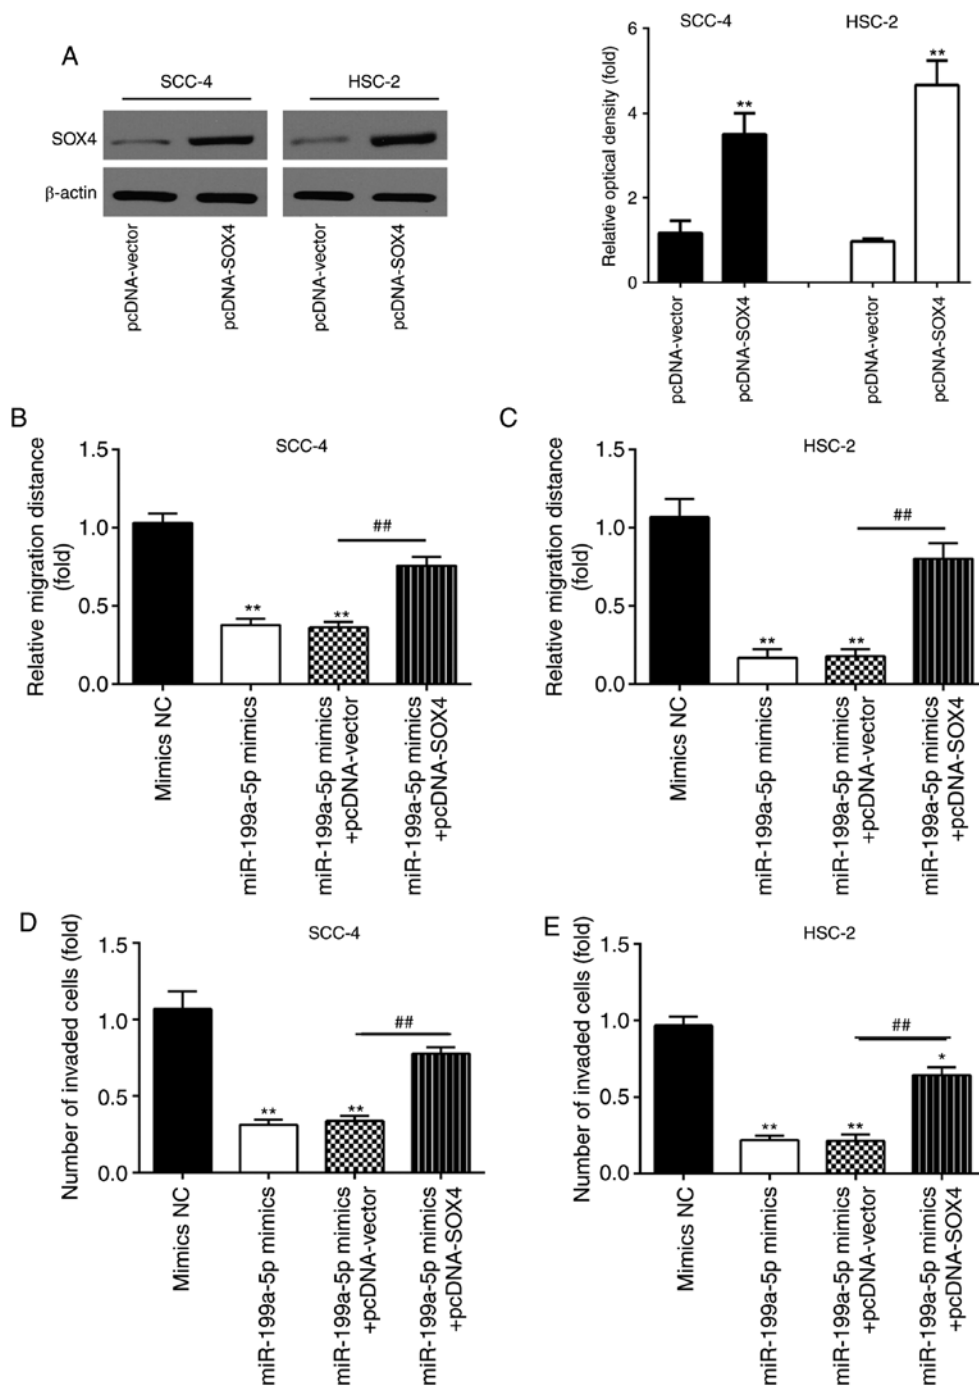 A
SCC-4
HSC-2
SOX4
β-actin
pcDNA-vector
pcDNA-SOX4
pcDNA-vector
pcDNA-SOX4
SCC-4
HSC-2
Relative optical density (fold)
6
4
2
0
**
**
pcDNA-vector
pcDNA-SOX4
pcDNA-vector
pcDNA-SOX4
B
SCC-4
Relative migration distance
(fold)
1.5
1.0
0.5
0.0
**
**
##
Mimics NC
miR-199a-5p mimics
miR-199a-5p mimics
+pcDNA-vector
miR-199a-5p mimics
+pcDNA-SOX4
C
HSC-2
Relative migration distance
(fold)
1.5
1.0
0.5
0.0
**
**
##
Mimics NC
miR-199a-5p mimics
miR-199a-5p mimics
+pcDNA-vector
miR-199a-5p mimics
+pcDNA-SOX4
D
SCC-4
Number of invaded cells (fold)
1.5
1.0
0.5
0.0
**
**
##
Mimics NC
miR-199a-5p mimics
miR-199a-5p mimics
+pcDNA-vector
miR-199a-5p mimics
+pcDNA-SOX4
E
HSC-2
Number of invaded cells (fold)
1.5
1.0
0.5
0.0
**
**
##
*
Mimics NC
miR-199a-5p mimics
miR-199a-5p mimics
+pcDNA-vector
miR-199a-5p mimics
+pcDNA-SOX4